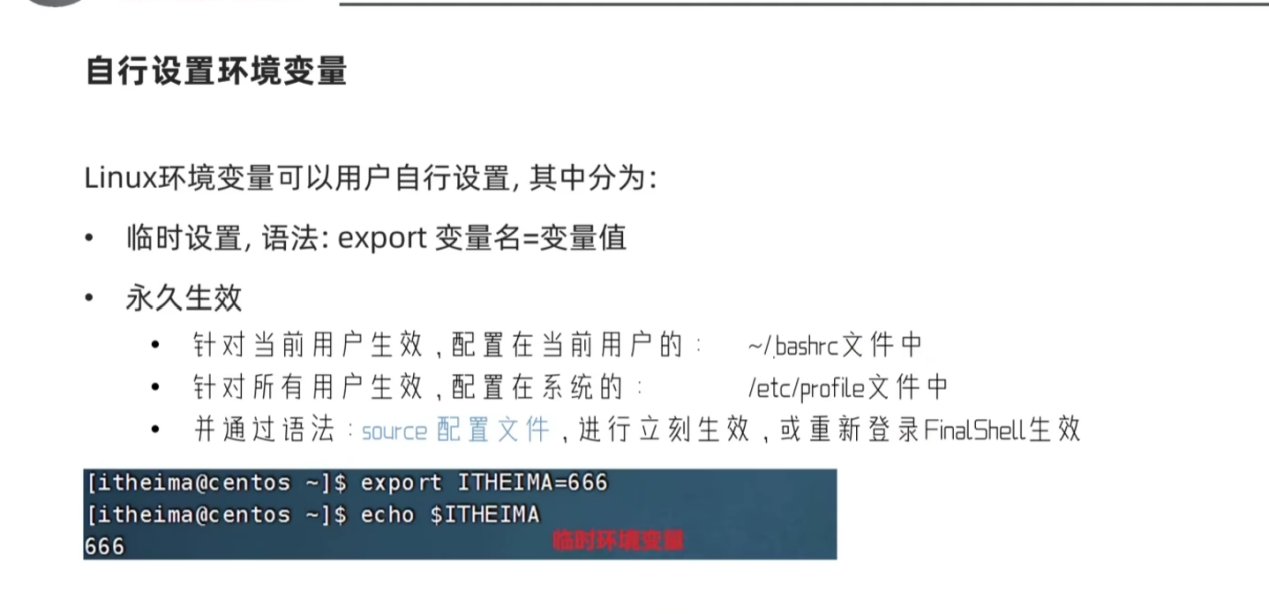 自行设置环境变量
Linux环境变量可以用户自行设置,其中分为:
• 临时设置,语法: export 变量名=变量值
• 永久生效
• 针对当前用户生效,配置在当前用户的: ~/.bashrc文件中
• 针对所有用户生效,配置在系统的: /etc/profile文件中
• 并通过语法:source 配置文件,进行立刻生效,或重新登录FinalShell生效
[itheima@centos ~]$ export ITHEIMA=666
[itheima@centos ~]$ echo $ITHEIMA
666 临时环境变量